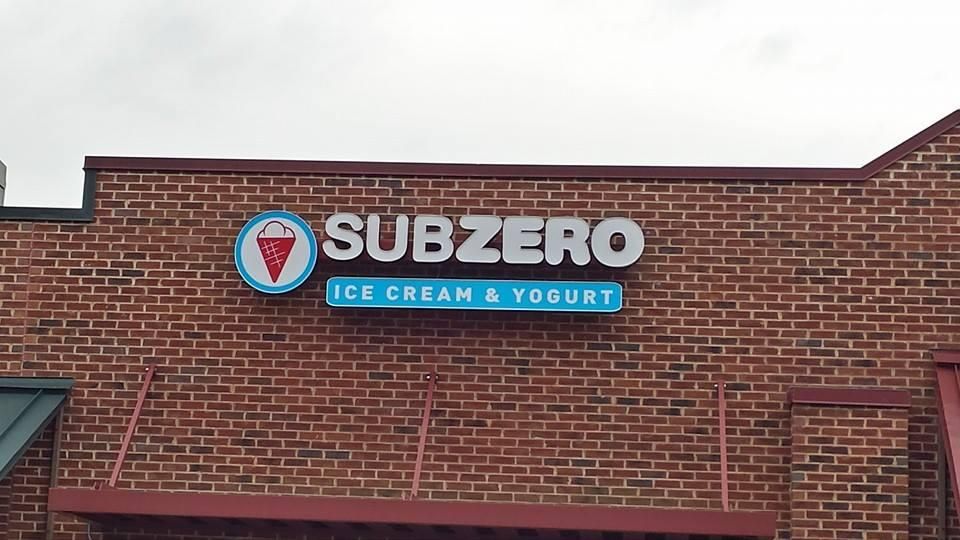 SUBZERO
ICE CREAM & YOGURT